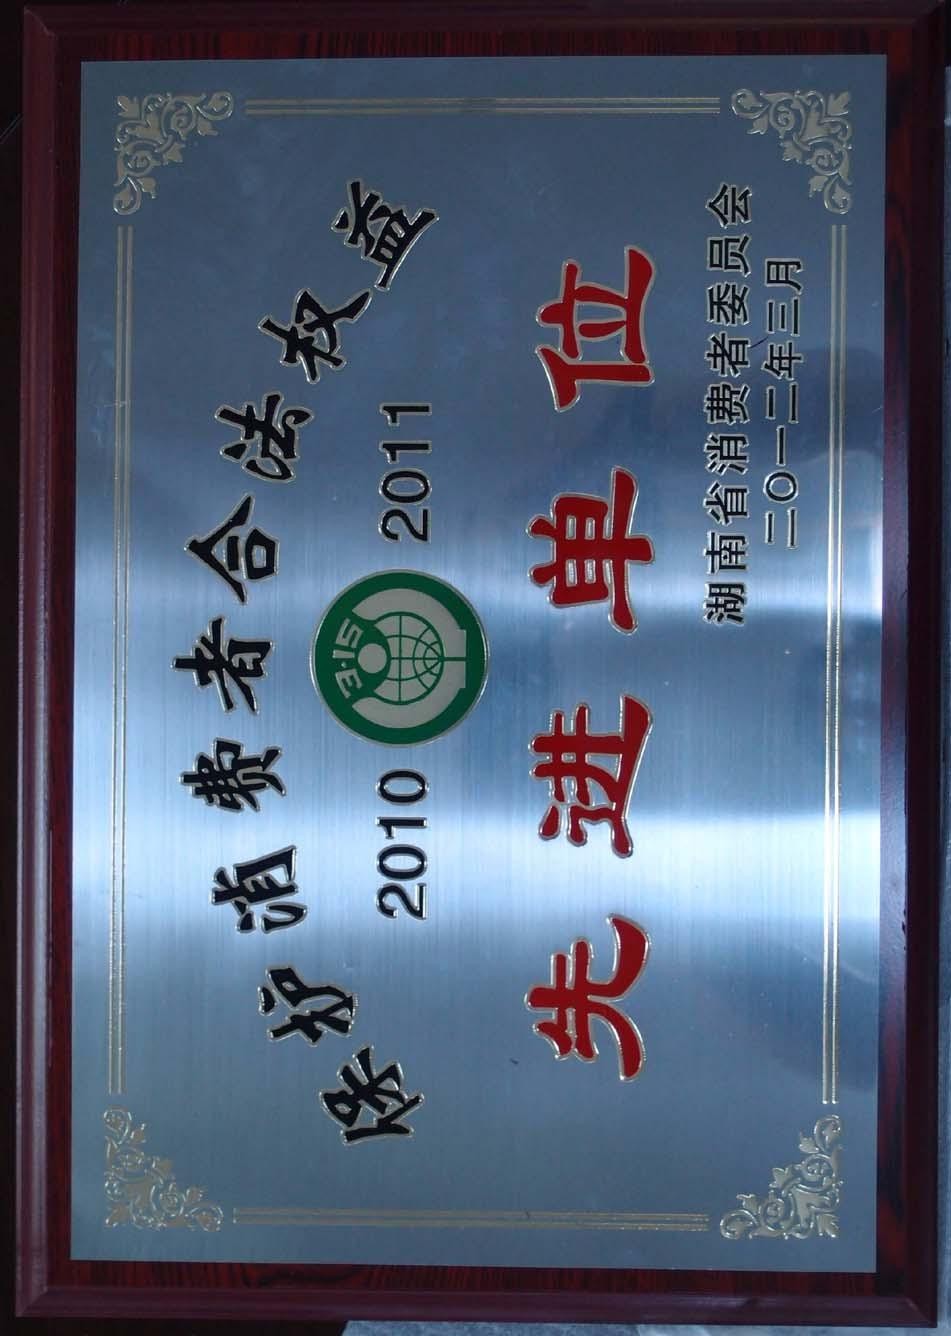 保护消费者合法权益
2010 3·15 2011
先进单位
湖南省消费者委员会
二〇一二年三月